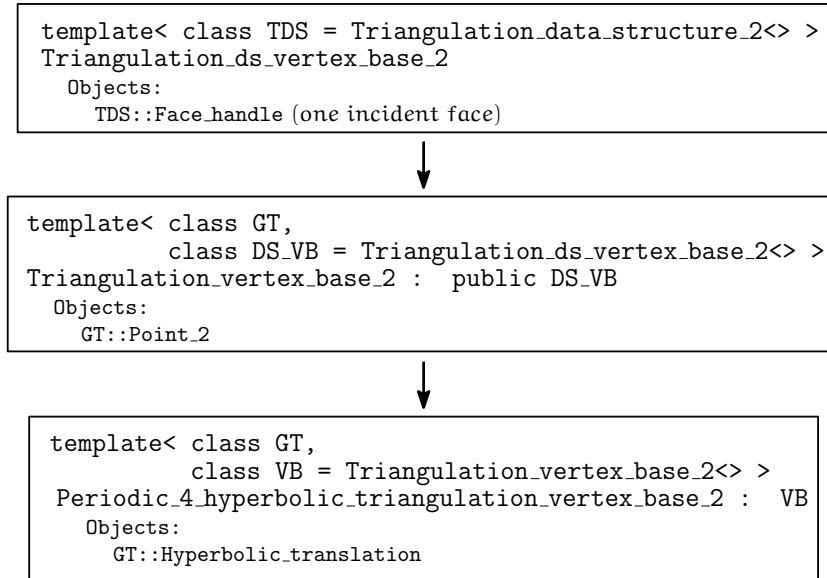 template< class TDS = Triangulation_data_structure_2<> >
Triangulation_ds_vertex_base_2
Objects:
TDS::Face_handle (one incident face)
template< class GT,
class DS_VB = Triangulation_ds_vertex_base_2<> >
Triangulation_vertex_base_2 : public DS_VB
Objects:
GT::Point_2
template< class GT,
class VB = Triangulation_vertex_base_2<> >
Periodic_4_hyperbolic_triangulation_vertex_base_2 : VB
Objects:
GT::Hyperbolic_translation